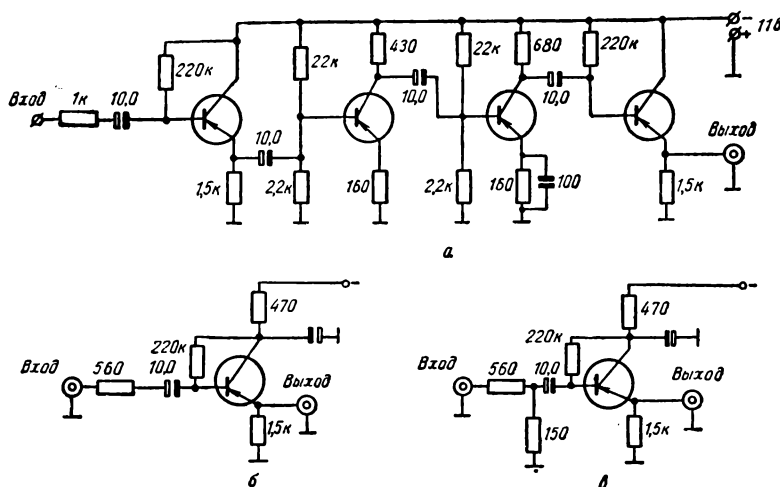 220к
22к
430
22к
680
220к
-
+ 11в
Вход
1к
10,0
10,0
10,0
10,0
Выход
1,5к
2,2к
160
2,2к
160
100
1,5к
а
-
470
220к
Вход
560
10,0
Выход
1,5к
б
-
470
220к
Вход
560
10,0
Выход
150
1,5к
в